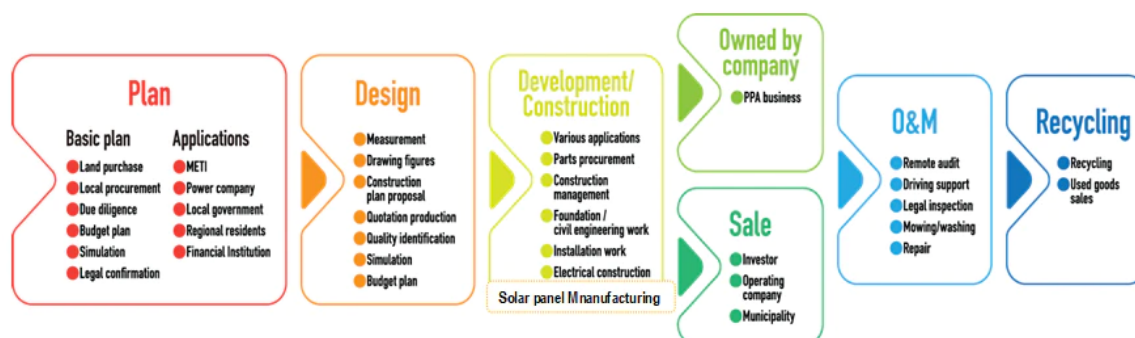 Plan
Basic plan
Land purchase
Local procurement
Due diligence
Budget plan
Simulation
Legal confirmation
Applications
METI
Power company
Local government
Regional residents
Financial Institution
Design
Measurement
Drawing figures
Construction
plan proposal
Quotation production
Quality identification
Simulation
Budget plan
Development/
Construction
Various applications
Parts procurement
Construction
management
Foundation /
civil engineering work
Installation work
Electrical construction
Solar panel Mnanufacturing
Owned by
company
PPA business
Sale
Investor
Operating
company
Municipality
O&M
Remote audit
Driving support
Legal inspection
Mowing/washing
Repair
Recycling
Recycling
Used goods
sales